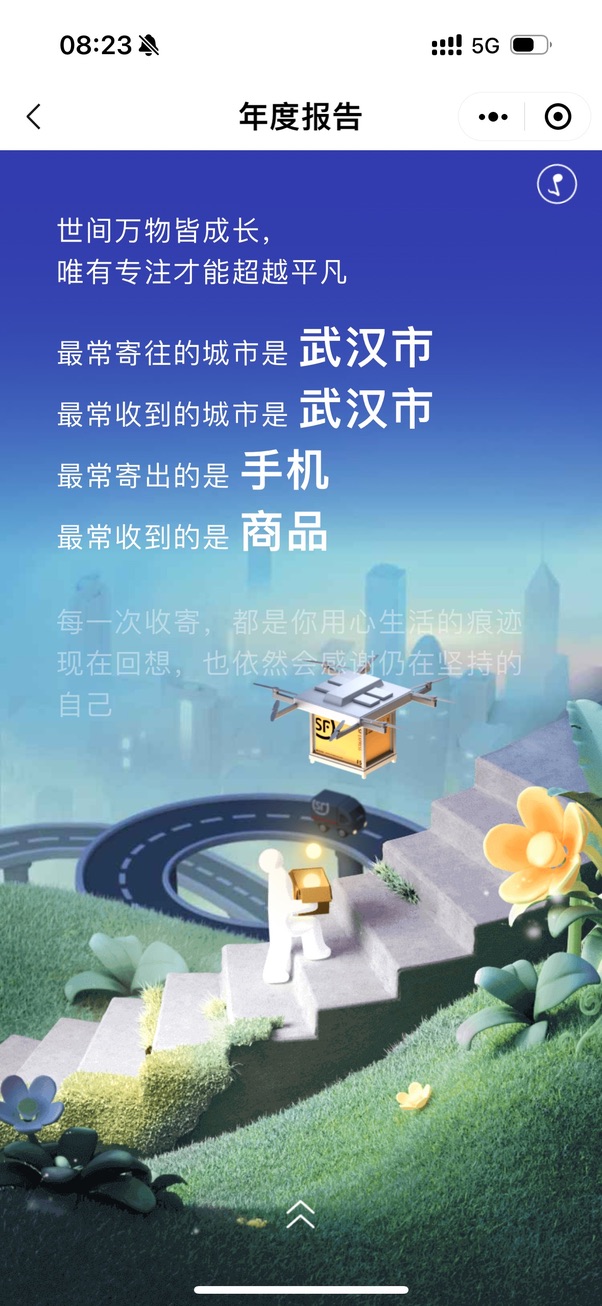 08:23
5G
年度报告
世间万物皆成长，
唯有专注才能超越平凡
最常寄往的城市是 武汉市
最常收到的城市是 武汉市
最常寄出的是 手机
最常收到的是 商品
每一次收寄，都是你用心生活的痕迹
现在回想，也依然会感谢仍在坚持的
自己
SF